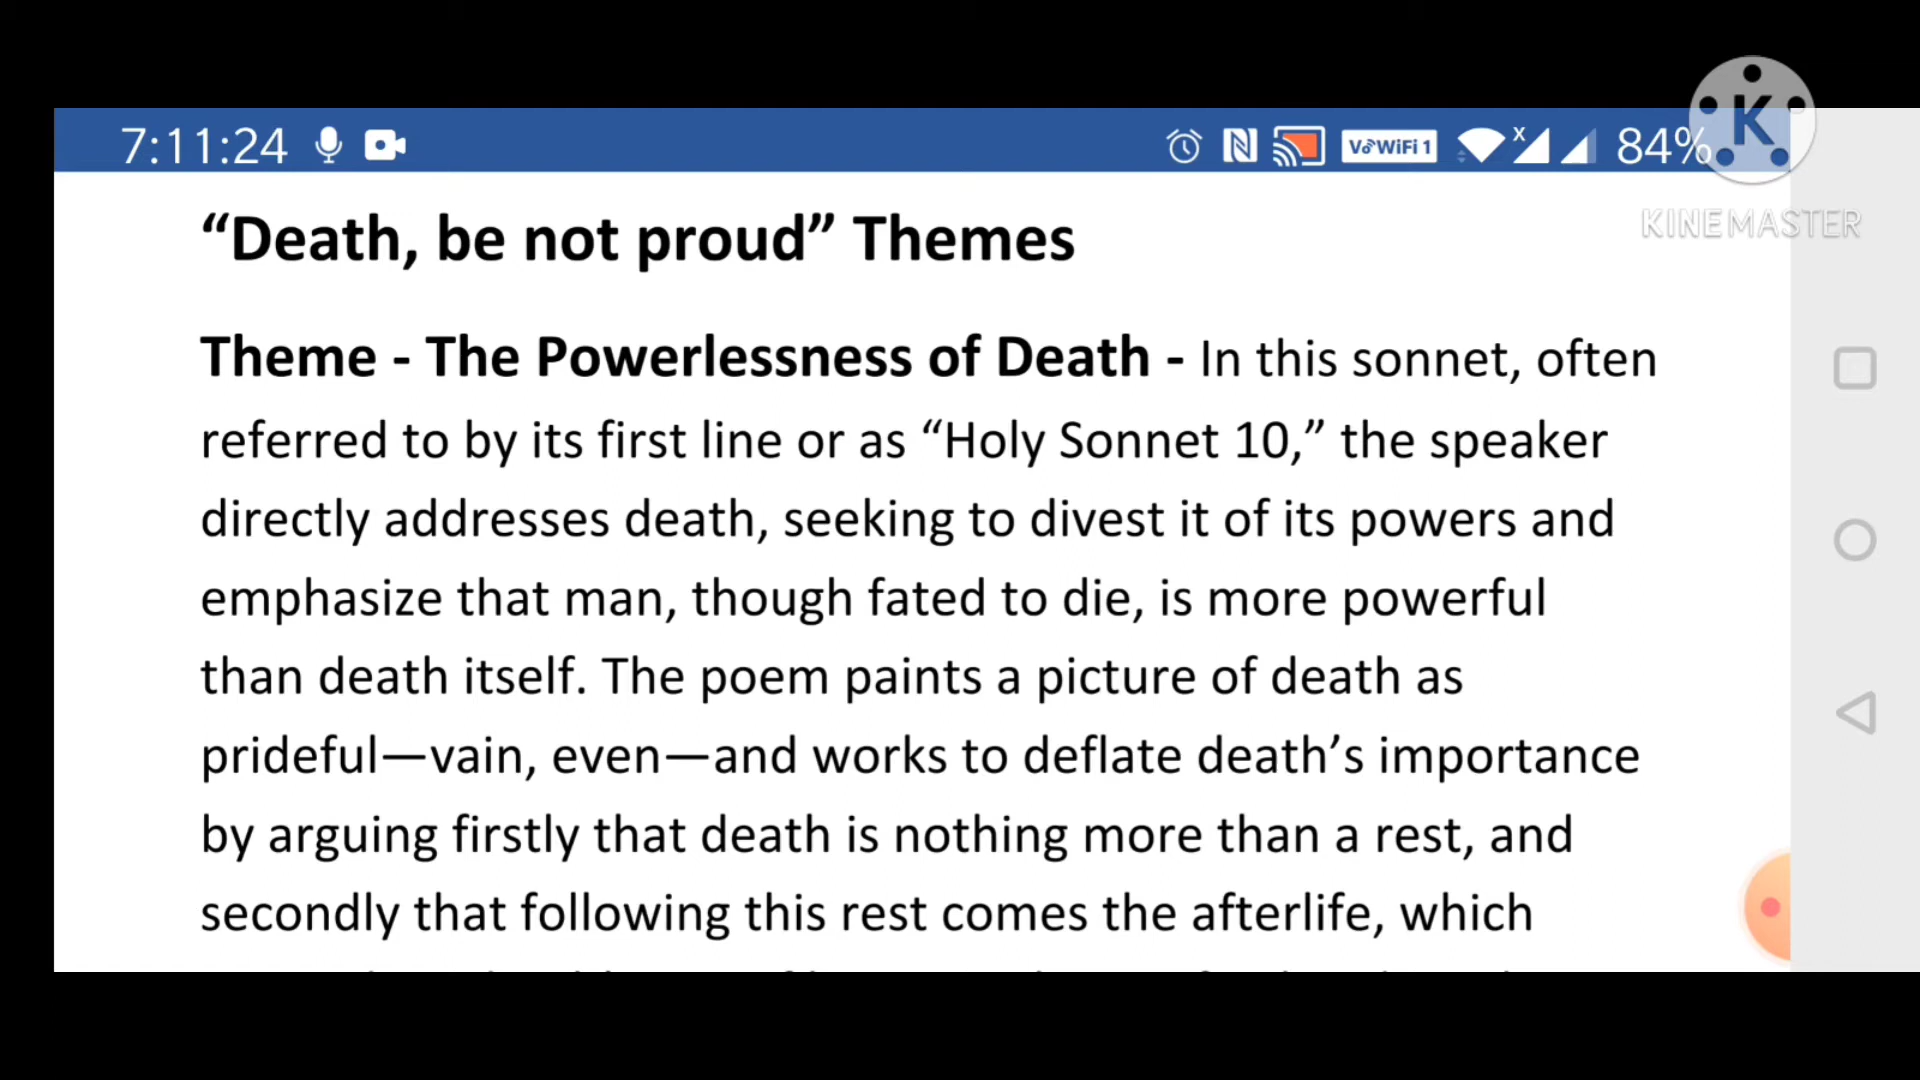 7:11:24 VoWiFi 1 X 84%
K
KINEMASTER
“Death, be not proud” Themes
Theme - The Powerlessness of Death - In this sonnet, often
referred to by its first line or as “Holy Sonnet 10,” the speaker
directly addresses death, seeking to divest it of its powers and
emphasize that man, though fated to die, is more powerful
than death itself. The poem paints a picture of death as
prideful—vain, even—and works to deflate death’s importance
by arguing firstly that death is nothing more than a rest, and
secondly that following this rest comes the afterlife, which